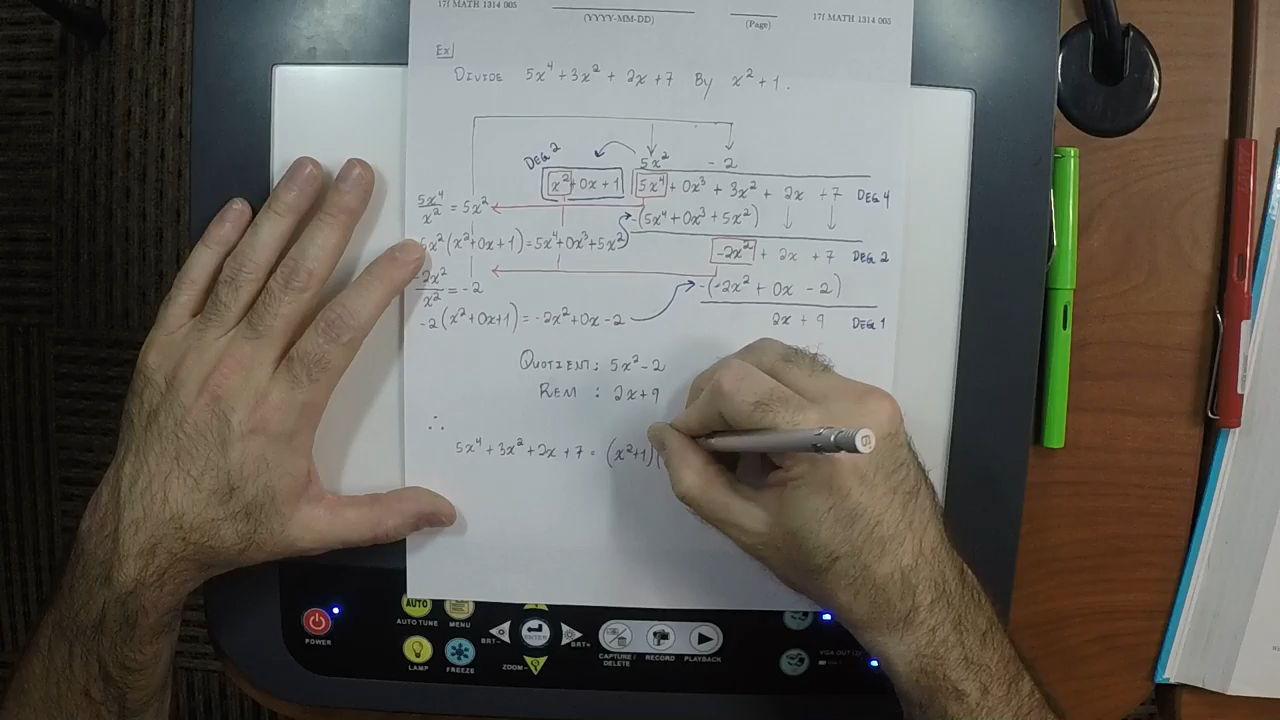 17f MATH 1314 005 (YYYY-MM-DD) (Page) 17f MATH 1314 005
Ex
DIVIDE 5x⁴ + 3x² + 2x + 7 By x² + 1.
DEG 2
5x² - 2
x² + 0x + 1 5x⁴ + 0x³ + 3x² + 2x + 7 DEG 4
5x⁴/x² = 5x²
-(5x⁴ + 0x³ + 5x²)
5x²(x² + 0x + 1) = 5x⁴ + 0x³ + 5x²
-2x² + 2x + 7 DEG 2
-2x²/x² = -2
-(-2x² + 0x - 2)
-2(x² + 0x + 1) = -2x² + 0x - 2
2x + 9 DEG 1
QUOTIENT: 5x² - 2
REM : 2x + 9
∴
5x⁴ + 3x² + 2x + 7 = (x²+1)(
AUTO
AUTO TUNE
MENU
POWER
LAMP
FREEZE
BRT-
ENTER
BRT+
ZOOM-
CAPTURE/
DELETE
RECORD
PLAYBACK
VGA OUT